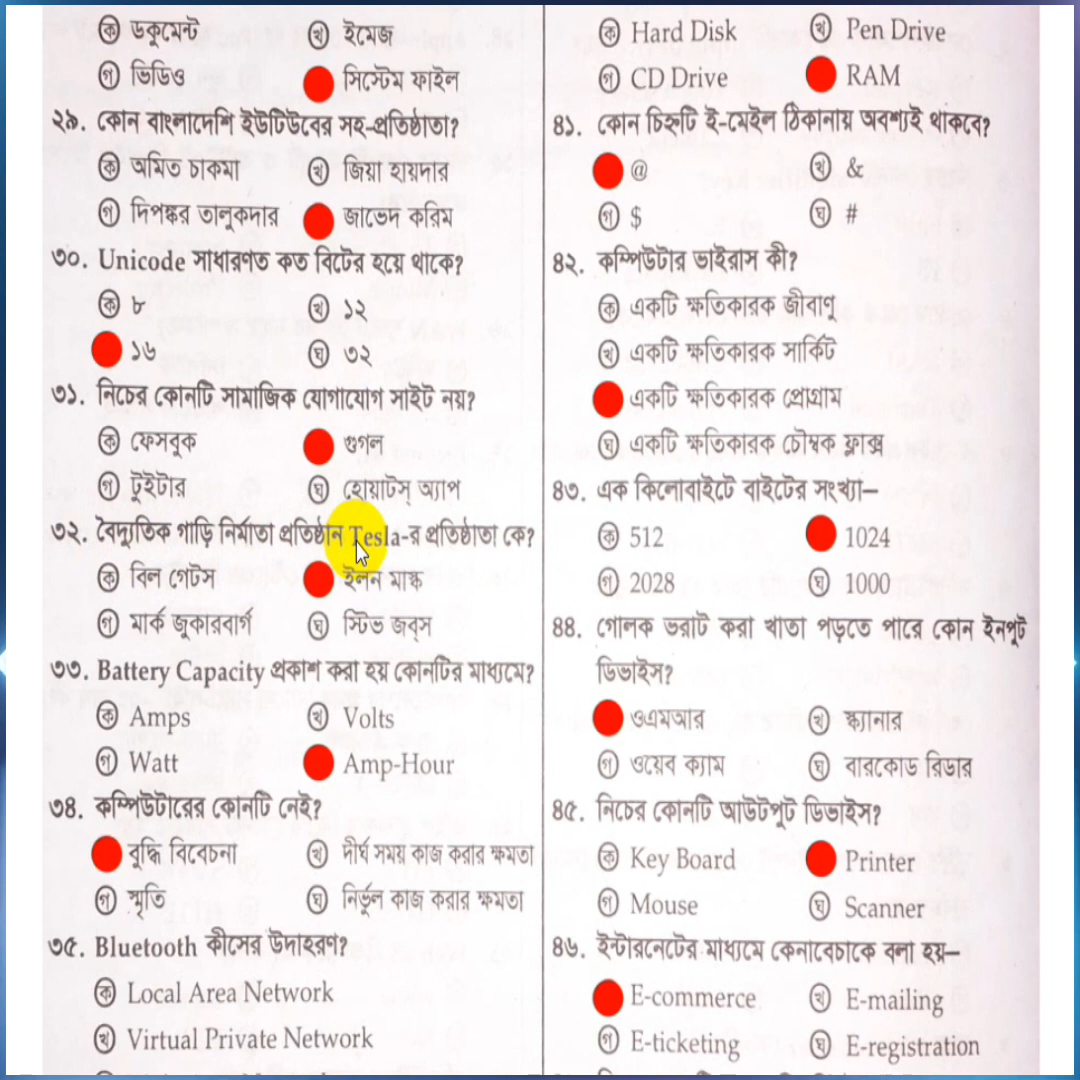 ⓚ ডকুমেন্ট ⓚ ইমেজ
গ ভিডিও সিস্টেম ফাইল
২৯. কোন বাংলাদেশি ইউটিউবের সহ-প্রতিষ্ঠাতা?
ক অমিত চাকমা খ জিয়া হায়দার
গ দিপঙ্কর তালুকদার জাভেদ করিম
৩০. Unicode সাধারণত কত বিটের হয়ে থাকে?
ক ৮ খ ১২
১৬ ঘ ৩২
৩১. নিচের কোনটি সামাজিক যোগাযোগ সাইট নয়?
ক ফেসবুক গুগল
গ টুইটার ঘ হোয়াটস্ অ্যাপ
৩২. বৈদ্যুতিক গাড়ি নির্মাতা প্রতিষ্ঠান Tesla-র প্রতিষ্ঠাতা কে?
ক বিল গেটস ইলন মাস্ক
গ মার্ক জুকারবার্গ ঘ স্টিভ জব্‌স
৩৩. Battery Capacity প্রকাশ করা হয় কোনটির মাধ্যমে?
ক Amps খ Volts
গ Watt Amp-Hour
৩৪. কম্পিউটারের কোনটি নেই?
বুদ্ধি বিবেচনা খ দীর্ঘ সময় কাজ করার ক্ষমতা
গ স্মৃতি ঘ নির্ভুল কাজ করার ক্ষমতা
৩৫. Bluetooth কীসের উদাহরণ?
ক Local Area Network
খ Virtual Private Network
ক Hard Disk খ Pen Drive
গ CD Drive RAM
৪১. কোন চিহ্নটি ই-মেইল ঠিকানায় অবশ্যই থাকবে?
@ খ &
গ $ ঘ #
৪২. কম্পিউটার ভাইরাস কী?
ক একটি ক্ষতিকারক জীবাণু
খ একটি ক্ষতিকারক সার্কিট
একটি ক্ষতিকারক প্রোগ্রাম
ঘ একটি ক্ষতিকারক চৌম্বক ফ্লাক্স
৪৩. এক কিলোবাইটে বাইটের সংখ্যা–
ক 512 1024
গ 2028 ঘ 1000
৪৪. গোলক ভরাট করা খাতা পড়তে পারে কোন ইনপুট
ডিভাইস?
ওএমআর খ স্ক্যানার
গ ওয়েব ক্যাম ঘ বারকোড রিডার
৪৫. নিচের কোনটি আউটপুট ডিভাইস?
ক Key Board Printer
গ Mouse ঘ Scanner
৪৬. ইন্টারনেটের মাধ্যমে কেনাবেচাকে বলা হয়–
E-commerce খ E-mailing
গ E-ticketing ঘ E-registration